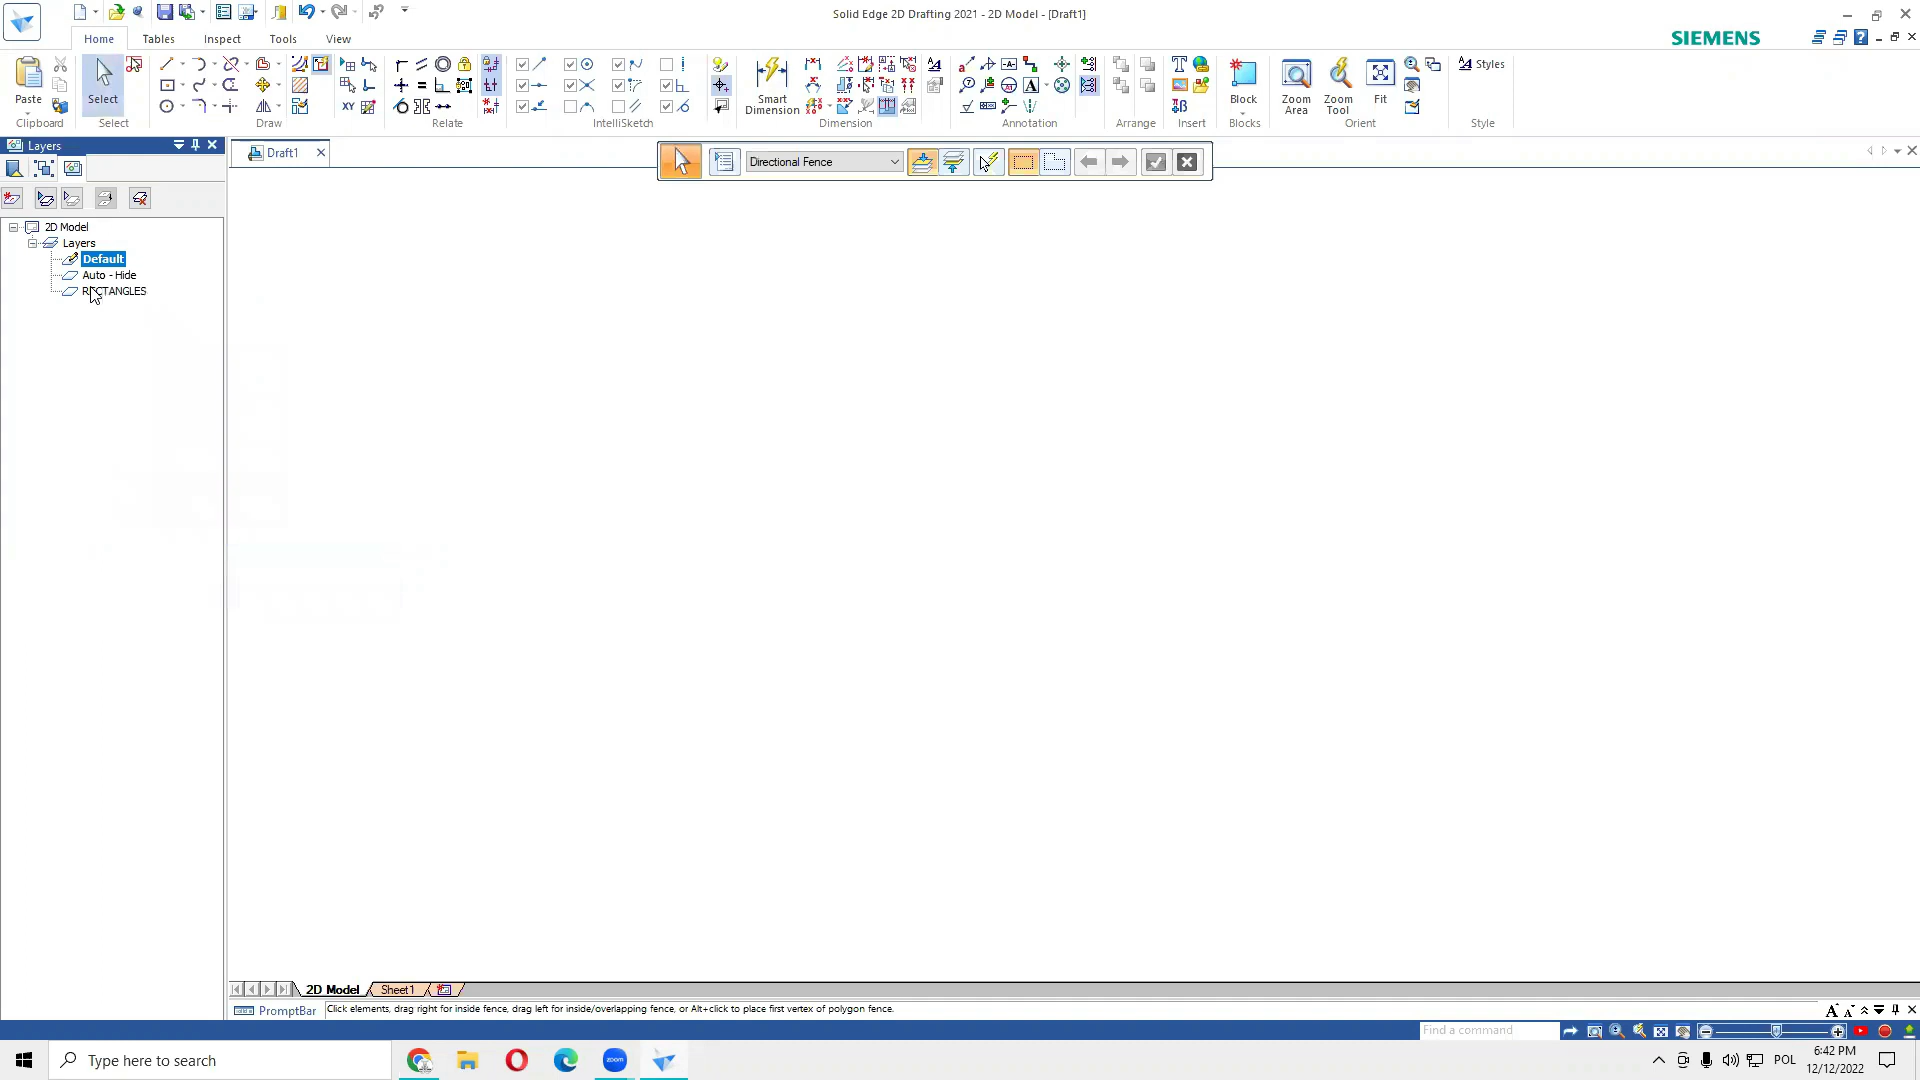 Solid Edge 2D Drafting 2021 - 2D Model - [Draft1]
Home
Tables
Inspect
Tools
View
SIEMENS
Paste
Clipboard
Select
Select
Draw
XY
Relate
IntelliSketch
Smart
Dimension
Dimension
Annotation
Arrange
Insert
Block
Blocks
Zoom
Area
Zoom
Tool
Fit
Orient
Styles
Style
Layers
Draft1
Directional Fence
2D Model
Layers
Default
Auto - Hide
RECTANGLES
2D Model
Sheet1
PromptBar
Click elements, drag right for inside fence, drag left for inside/overlapping fence, or Alt+click to place first vertex of polygon fence.
Find a command
Type here to search
zoom
POL
6:42 PM
12/12/2022